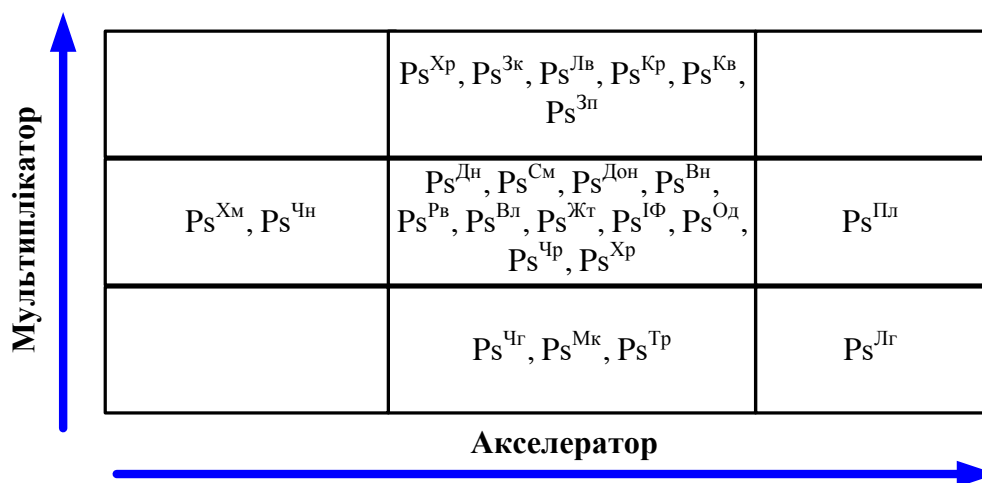 Мультиплікатор
Ps^Хр, Ps^Зк, Ps^Лв, Ps^Кр, Ps^Кв,
Ps^Зп
Ps^Хм, Ps^Чн
Ps^Дн, Ps^См, Ps^Дон, Ps^Вн,
Ps^Рв, Ps^Вл, Ps^Жт, Ps^ІФ, Ps^Од,
Ps^Чр, Ps^Хр
Ps^Пл
Ps^Чг, Ps^Мк, Ps^Тр
Ps^Лг
Акселератор